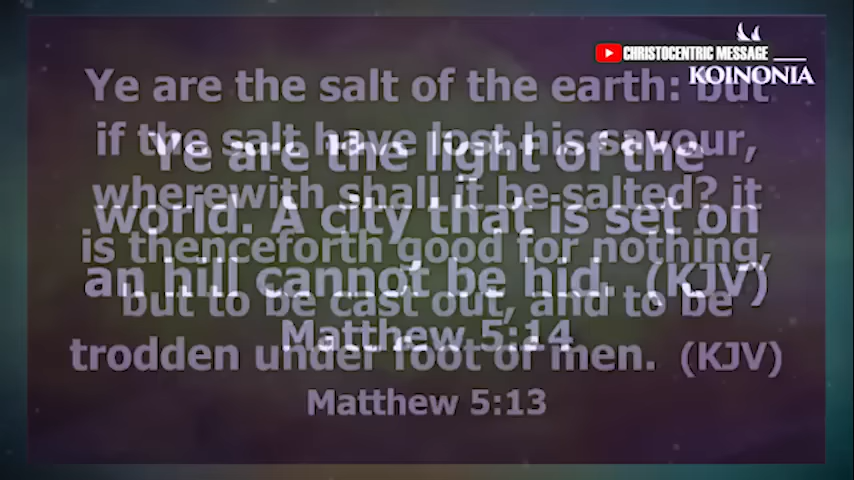 CHRISTOCENTRIC MESSAGE
KOINONIA
Ye are the salt of the earth: but
if the salt have lost his savour,
wherewith shall it be salted? it
is thenceforth good for nothing,
but to be cast out, and to be
trodden under foot of men. (KJV)
Matthew 5:13
Ye are the light of the
world. A city that is set on
an hill cannot be hid. (KJV)
Matthew 5:14